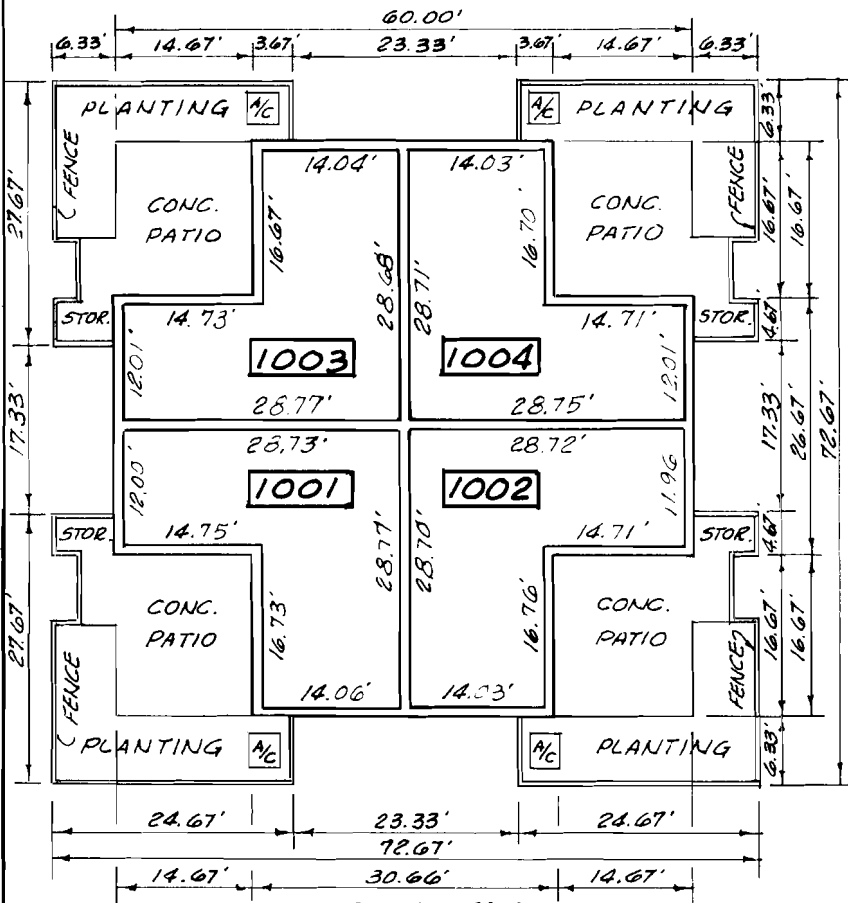 60.00'
6.33' 14.67' 3.67' 23.33' 3.67' 14.67' 6.33'
PLANTING A/C A/C PLANTING
6.33'
FENCE FENCE
27.67'
14.04' 14.03'
CONC. PATIO
CONC. PATIO
16.67' 16.70' 16.67' 16.67'
28.68' 28.71'
STOR. STOR.
14.73' 14.71'
4.67'
1003 1004
12.01' 12.01'
28.77' 28.75'
17.33' 17.33' 26.67' 72.67'
28.73' 28.72'
1001 1002
12.00' 11.96
14.75' 14.71'
STOR. STOR.
4.67'
28.77' 28.70'
CONC. PATIO
CONC. PATIO
16.73' 16.76' 16.67' 16.67'
27.67'
FENCE FENCE
14.06' 14.03'
PLANTING A/C A/C PLANTING
6.33'
24.67' 23.33' 24.67'
72.67'
14.67' 30.66' 14.67'